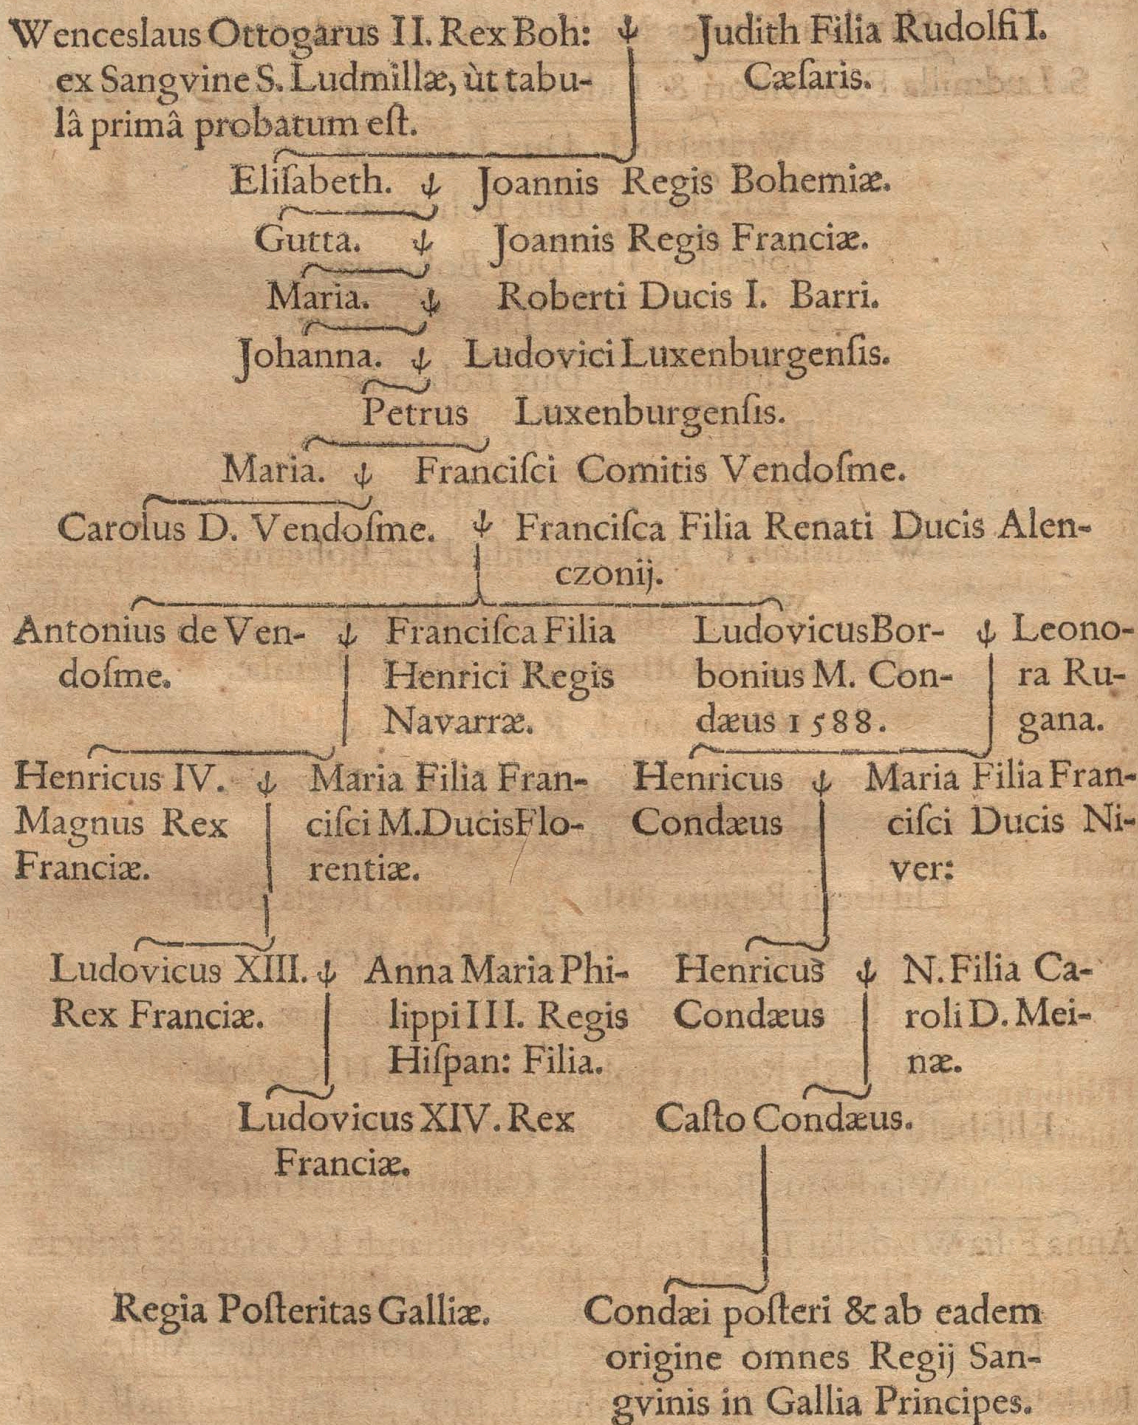 Wenceslaus Ottogarus II. Rex Boh: ⚶ Judith Filia Rudolfi I.
ex Sangvine S. Ludmillæ, ùt tabu- Cæſaris.
lâ primâ probatum eſt.
Eliſabeth. Joannis Regis Bohemiæ.
Gutta. Joannis Regis Franciæ.
Maria. Roberti Ducis I. Barri.
Johanna. Ludovici Luxenburgenſis.
Petrus Luxenburgenſis.
Maria. Franciſci Comitis Vendoſme.
Carolus D. Vendoſme. Franciſca Filia Renati Ducis Alen-
czonij.
Antonius de Ven-
doſme.
Franciſca Filia
Henrici Regis
Navarræ.
Ludovicus Bor-
bonius M. Con-
dæus 1588.
Leono-
ra Ru-
gana.
Henricus IV.
Magnus Rex
Franciæ.
Maria Filia Fran-
ciſci M. Ducis Flo-
rentiæ.
Henricus
Condæus
Maria Filia Fran-
ciſci Ducis Ni-
ver:
Ludovicus XIII.
Rex Franciæ.
Anna Maria Phi-
lippi III. Regis
Hiſpan: Filia.
Henricus
Condæus
N. Filia Ca-
roli D. Mei-
næ.
Ludovicus XIV. Rex
Franciæ.
Caſto Condæus.
Regia Poſteritas Galliæ.
Condæi poſteri & ab eadem
origine omnes Regij San-
gvinis in Gallia Principes.